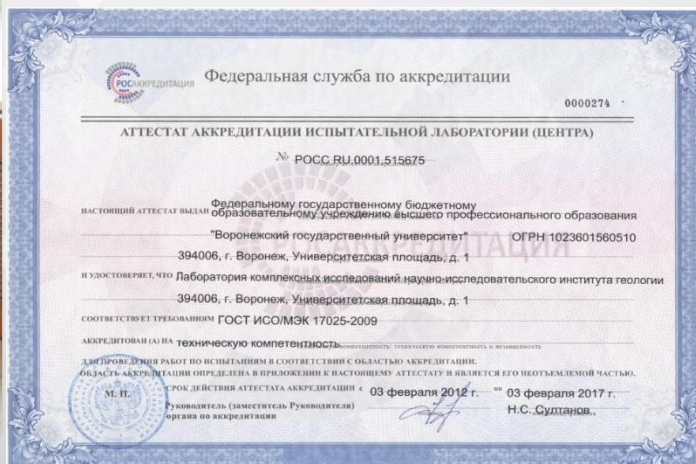 РОСАККРЕДИТАЦИЯ
Федеральная служба по аккредитации
0000274
АТТЕСТАТ АККРЕДИТАЦИИ ИСПЫТАТЕЛЬНОЙ ЛАБОРАТОРИИ (ЦЕНТРА)
№ РОСС RU.0001.515675
Федеральному государственному бюджетному
НАСТОЯЩИЙ АТТЕСТАТ ВЫДАН образовательному учреждению высшего профессионального образования
"Воронежский государственный университет" ОГРН 1023601560510
РОСАККРЕДИТАЦИЯ
394006, г. Воронеж, Университетская площадь, д. 1
И УДОСТОВЕРЯЕТ, ЧТО Лаборатория комплексных исследований научно-исследовательского института геологии
394006, г. Воронеж, Университетская площадь, д. 1
СООТВЕТСТВУЕТ ТРЕБОВАНИЯМ ГОСТ ИСО/МЭК 17025-2009
АККРЕДИТОВАН (А) НА техническую компетентность
ДЛЯ ПРОВЕДЕНИЯ РАБОТ ПО ИСПЫТАНИЯМ В СООТВЕТСТВИИ С ОБЛАСТЬЮ АККРЕДИТАЦИИ.
ОБЛАСТЬ АККРЕДИТАЦИИ ОПРЕДЕЛЕНА В ПРИЛОЖЕНИИ К НАСТОЯЩЕМУ АТТЕСТАТУ И ЯВЛЯЕТСЯ ЕГО НЕОТЪЕМЛЕМОЙ ЧАСТЬЮ.
СРОК ДЕЙСТВИЯ АТТЕСТАТА АККРЕДИТАЦИИ с 03 февраля 2012 г. по 03 февраля 2017 г.
М. П.
Руководитель (заместитель Руководителя)
органа по аккредитации
Н.С. Султанов